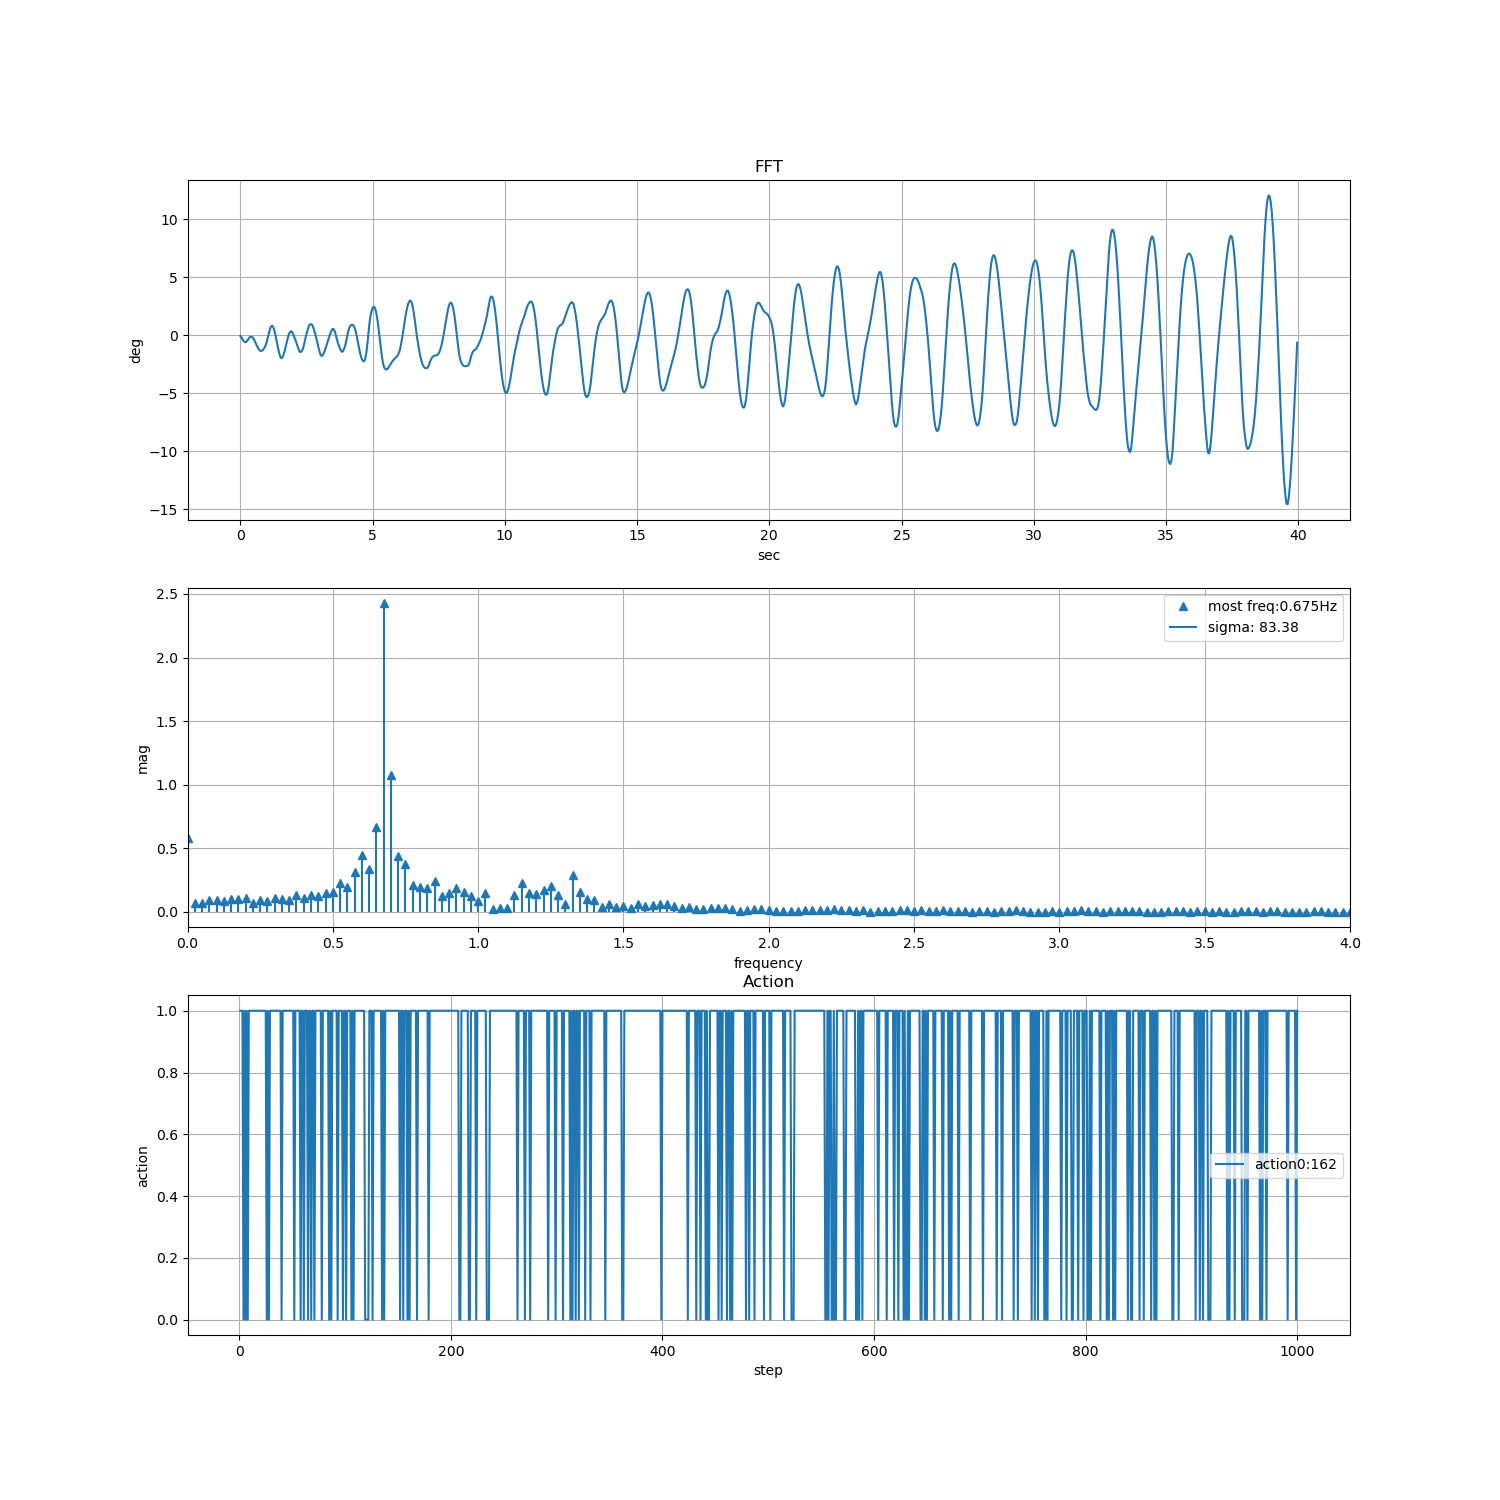 FFT
10
5
0
−5
−10
−15
deg
0 5 10 15 20 25 30 35 40
sec
2.5
2.0
1.5
1.0
0.5
0.0
mag
most freq:0.675Hz
sigma: 83.38
0.0 0.5 1.0 1.5 2.0 2.5 3.0 3.5 4.0
frequency
Action
1.0
0.8
0.6
0.4
0.2
0.0
action
action0:162
0 200 400 600 800 1000
step